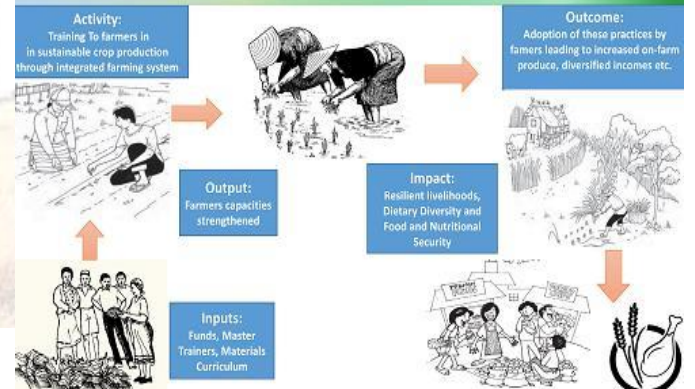 Activity:
Training To farmers in
in sustainable crop production
through integrated farming system
Outcome:
Adoption of these practices by
famers leading to increased on-farm
produce, diversified incomes etc.
Output:
Farmers capacities
strengthened
Impact:
Resilient livelihoods,
Dietary Diversity and
Food and Nutritional
Security
Inputs:
Funds, Master
Trainers, Materials
Curriculum